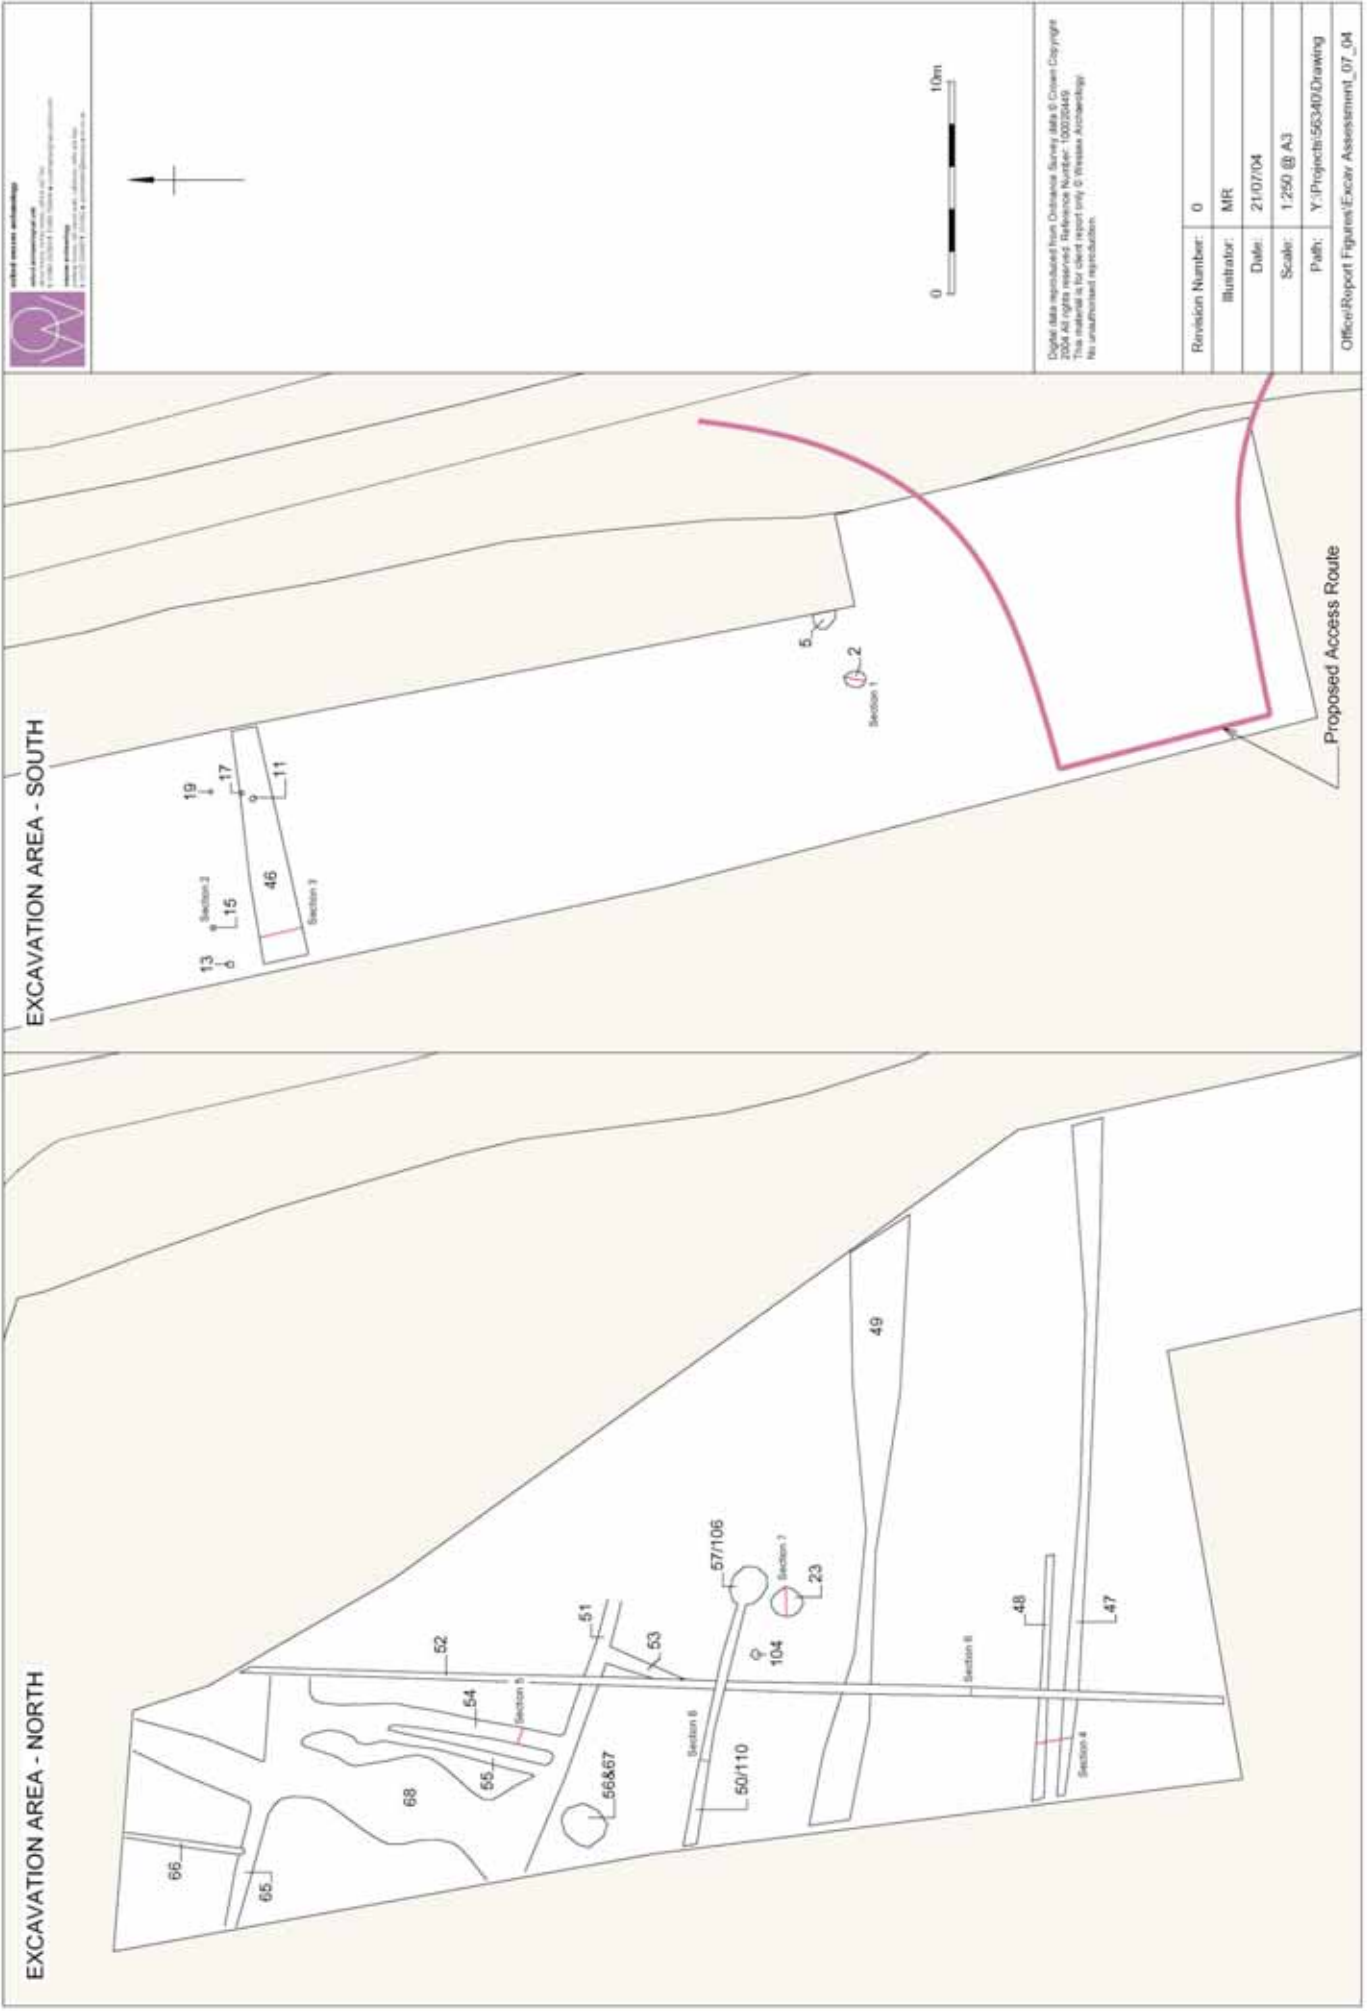 EXCAVATION AREA - NORTH
66
65
68
52
54
Section 5
55
51
53
56&67
57/106
Section 7
23
104
Section 8
50/110
49
Section 6
48
47
Section 4
EXCAVATION AREA - SOUTH
19
17
11
Section 2
15
13
46
Section 3
5
2
Section 1
Proposed Access Route
oxford wessex archaeology
0
10m
Digital data reproduced from Ordnance Survey data © Crown Copyright
2004 All rights reserved. Reference Number: 100020449.
This material is for client report only © Wessex Archaeology.
No unauthorised reproduction.
Revision Number: 0
Illustrator: MR
Date: 21/07/04
Scale: 1:250 @ A3
Path: Y:\Projects\56340\Drawing
Office\Report Figures\Excav Assessment_07_04